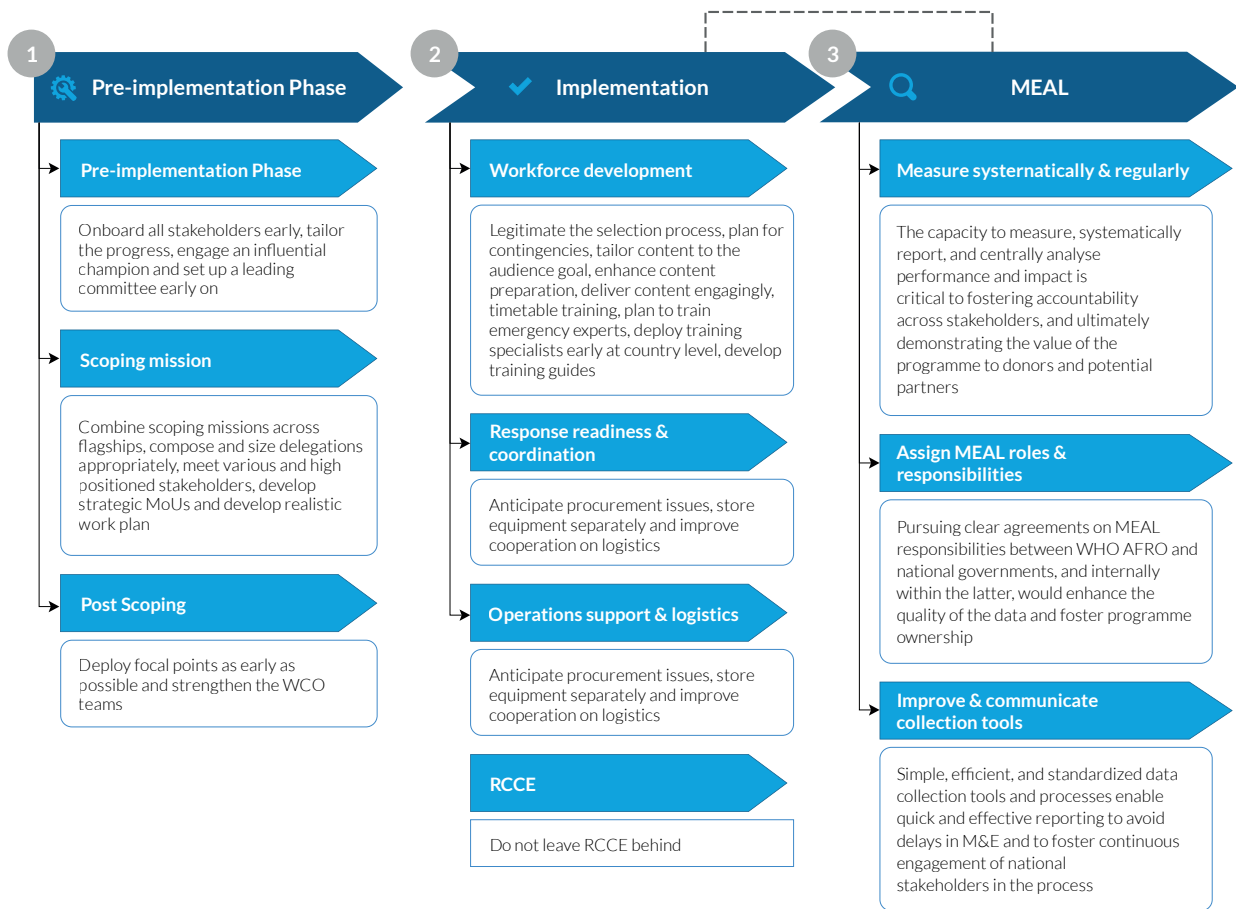 1
Pre-implementation Phase
Pre-implementation Phase
Onboard all stakeholders early, tailor
the progress, engage an influential
champion and set up a leading
committee early on
Scoping mission
Combine scoping missions across
flagships, compose and size delegations
appropriately, meet various and high
positioned stakeholders, develop
strategic MoUs and develop realistic
work plan
Post Scoping
Deploy focal points as early as
possible and strengthen the WCO
teams
2
Implementation
Workforce development
Legitimate the selection process, plan for
contingencies, tailor content to the
audience goal, enhance content
preparation, deliver content engagingly,
timetable training, plan to train
emergency experts, deploy training
specialists early at country level, develop
training guides
Response readiness &
coordination
Anticipate procurement issues, store
equipment separately and improve
cooperation on logistics
Operations support & logistics
Anticipate procurement issues, store
equipment separately and improve
cooperation on logistics
RCCE
Do not leave RCCE behind
3
MEAL
Measure systernatically & regularly
The capacity to measure, systematically
report, and centrally analyse
performance and impact is
critical to fostering accountability
across stakeholders, and ultimately
demonstrating the value of the
programme to donors and potential
partners
Assign MEAL roles &
responsibilities
Pursuing clear agreements on MEAL
responsibilities between WHO AFRO and
national governments, and internally
within the latter, would enhance the
quality of the data and foster programme
ownership
Improve & communicate
collection tools
Simple, efficient, and standardized data
collection tools and processes enable
quick and effective reporting to avoid
delays in M&E and to foster continuous
engagement of national
stakeholders in the process